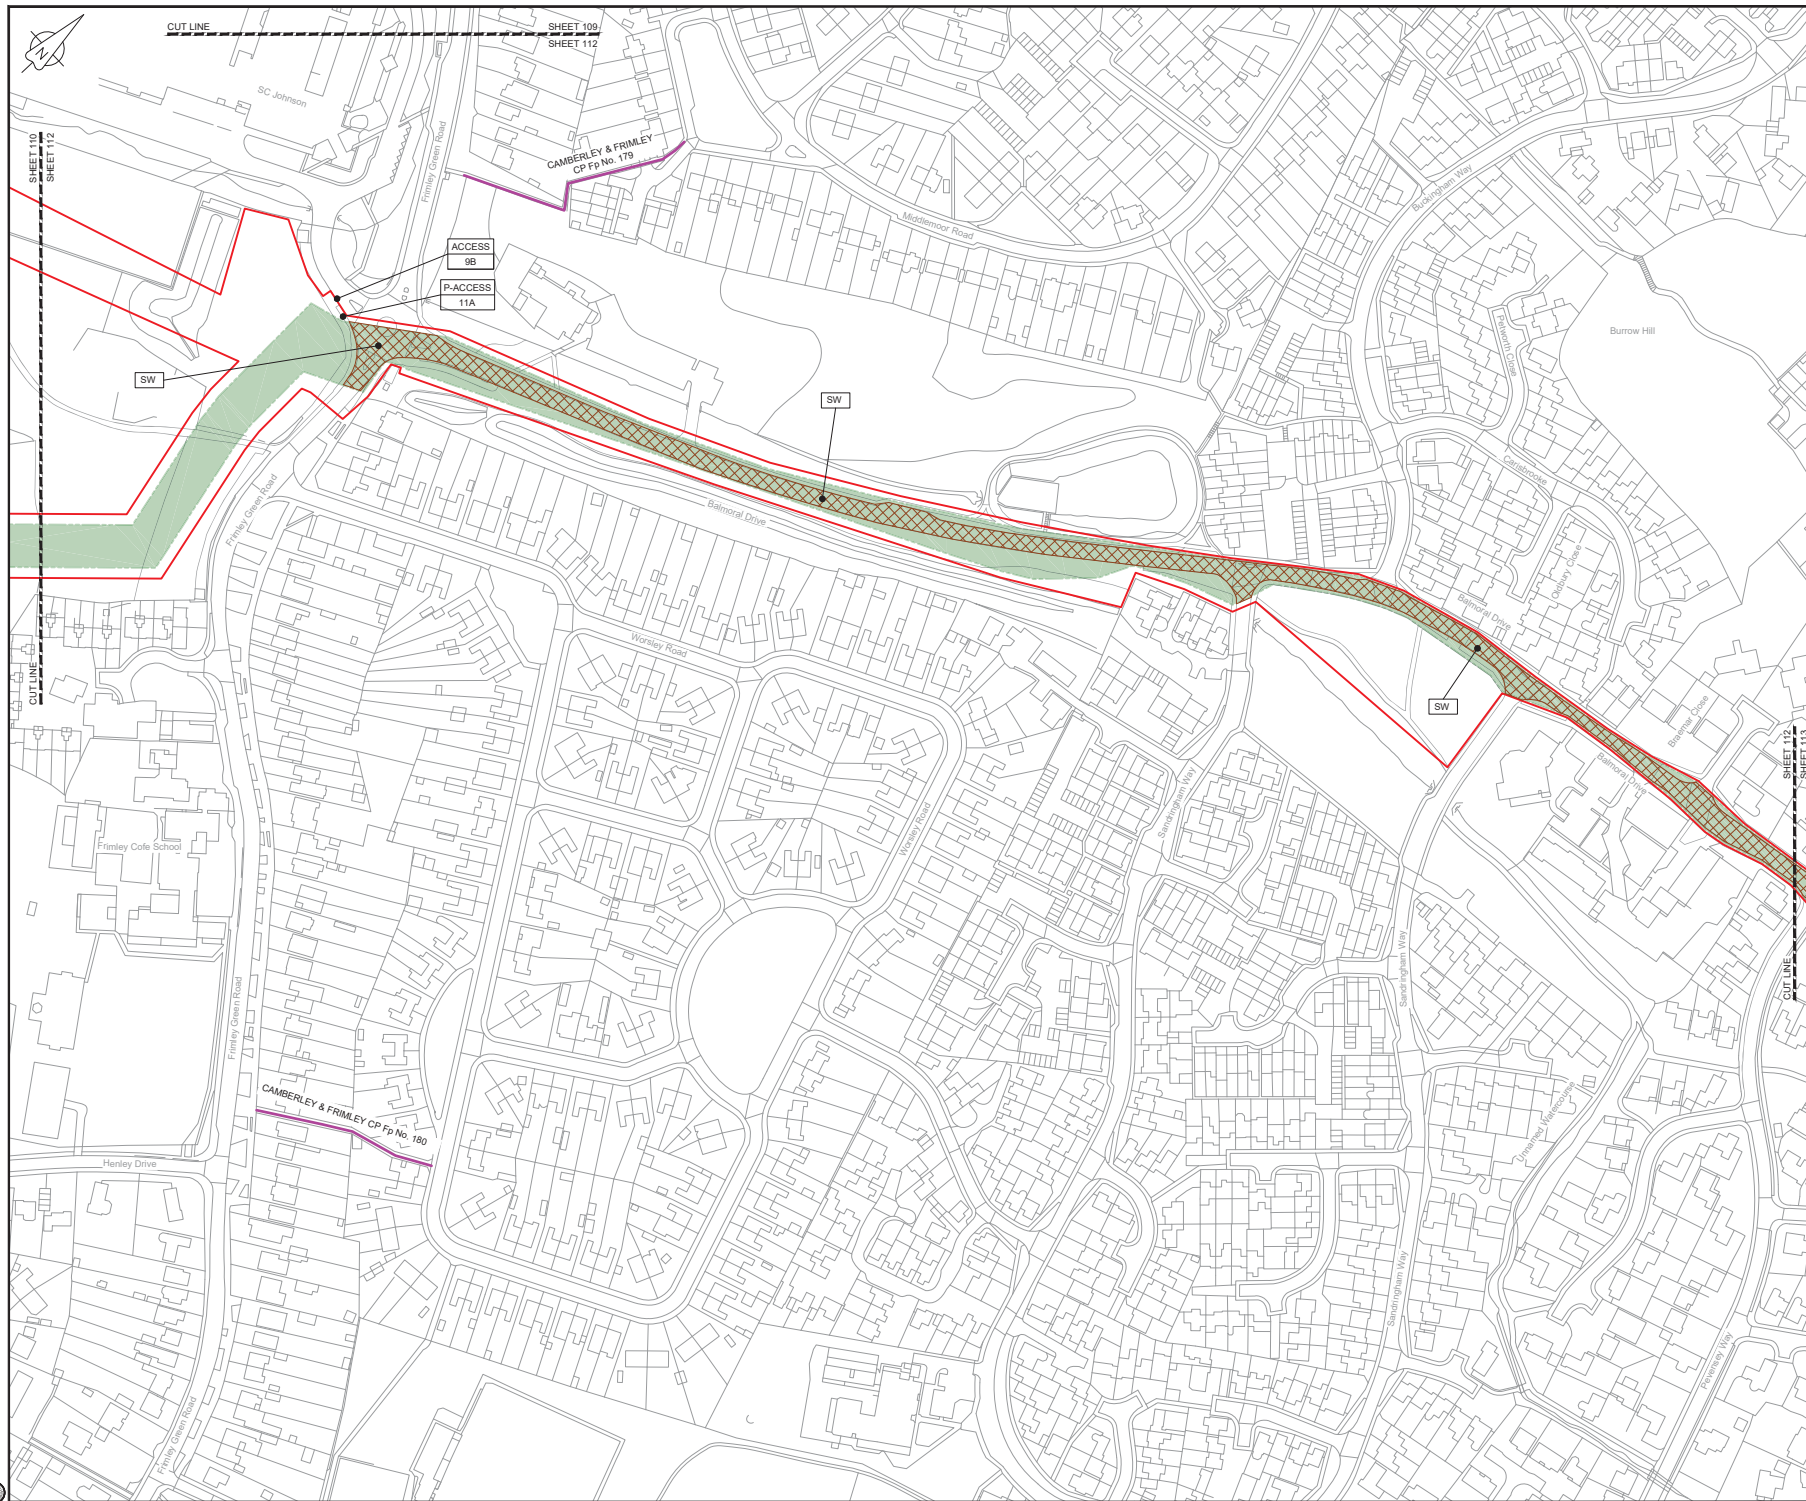 N
CUT LINE
SHEET 109
SHEET 112
SC Johnson
SHEET 110
SHEET 112
CUT LINE
Frimley Green Road
CAMBERLEY & FRIMLEY
CP Fp No. 179
Middlemoor Road
Buckingham Way
ACCESS
9B
P-ACCESS
11A
Burrow Hill
Petworth Close
SW
SW
Carisbrooke
Frimley Green Road
Balmoral Drive
Oldbury Close
Balmoral Drive
Worsley Road
SW
Braemar Close
Balmoral Drive
SHEET 112
SHEET 113
CUT LINE
Sandringham Way
Worsley Road
Frimley Cofe School
Sandringham Way
Frimley Green Road
CAMBERLEY & FRIMLEY CP Fp No. 180
Unnamed Watercourse
Henley Drive
Sandringham Way
Pevensey Way
Frimley Green Road